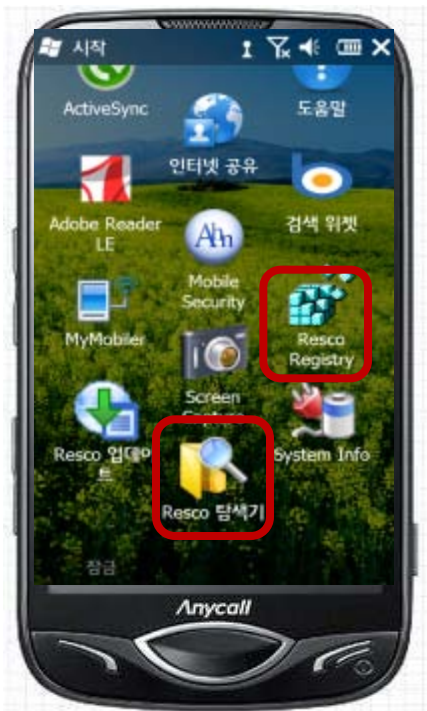 시작
ActiveSync
도움말
인터넷 공유
Adobe Reader
LE
검색 위젯
Ahn
Mobile
Security
MyMobiler
Resco
Registry
Screen
Capture
Resco 업데이
트
System Info
Resco 탐색기
잠금
Anycall